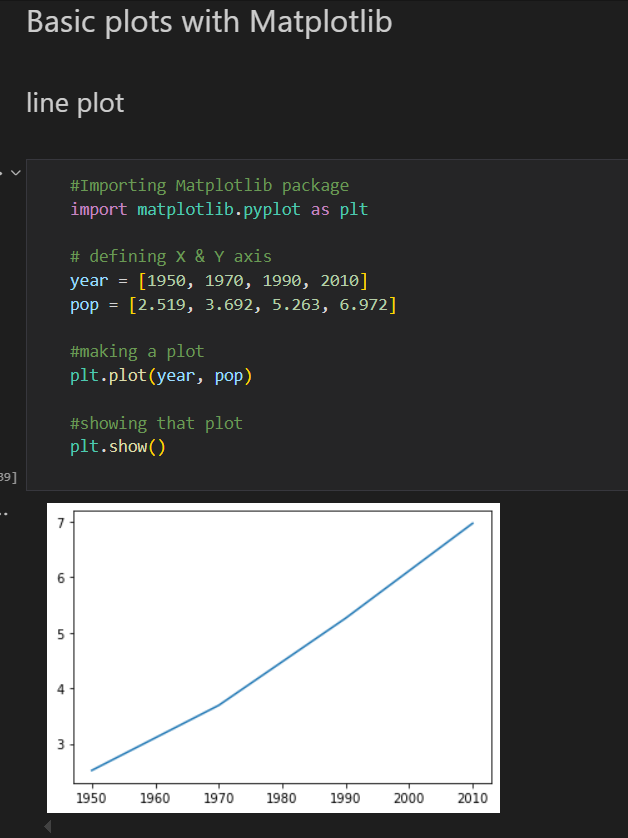 Basic plots with Matplotlib
line plot
#Importing Matplotlib package
import matplotlib.pyplot as plt
# defining X & Y axis
year = [1950, 1970, 1990, 2010]
pop = [2.519, 3.692, 5.263, 6.972]
#making a plot
plt.plot(year, pop)
#showing that plot
plt.show()
39]
7
6
5
4
3
1950 1960 1970 1980 1990 2000 2010